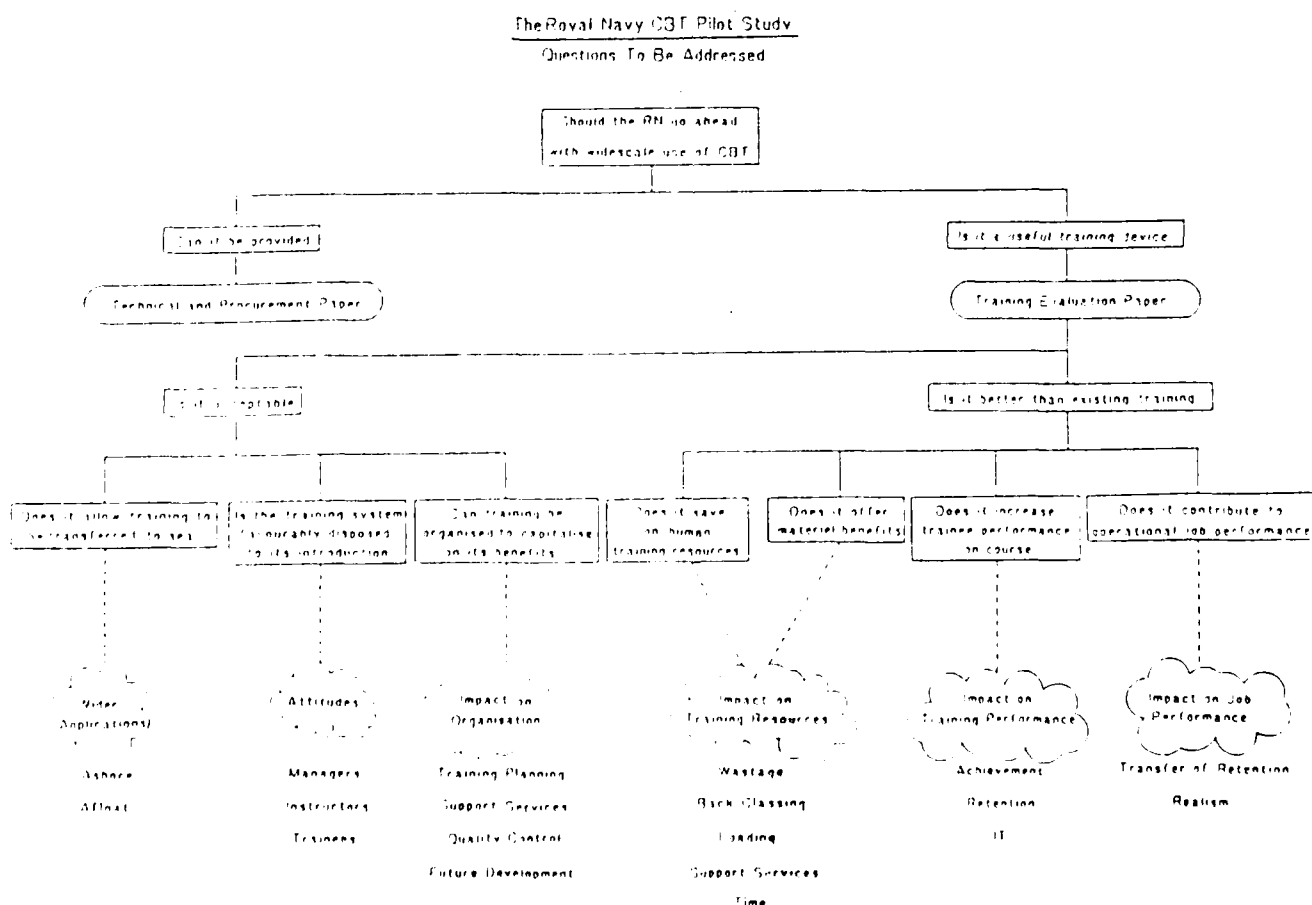 The Royal Navy CBT Pilot Study
Questions To Be Addressed
Should the RN go ahead
with widescale use of CBT
Can it be provided
Is it a useful training device
Technical and Procurement Paper
Training Evaluation Paper
Is it acceptable
Is it better than existing training
Does it allow training to
be transferred to sea
Is the training system
favourably disposed
to its introduction
Can training be
organised to capitalise
on its benefits
Does it save
on human
training resources
Does it offer
materiel benefits
Does it increase
trainee performance
on course
Does it contribute to
operational job performance
Wider
Applications/
Ashore
Afloat
Attitudes
Managers
Instructors
Trainees
Impact on
Organisation
Training Planning
Support Services
Quality Control
Future Development
Impact on
Training Resources
Wastage
Back Classing
Loading
Support Services
Time
Impact on
Training Performance
Achievement
Retention
IT
Impact on Job
Performance
Transfer of Retention
Realism